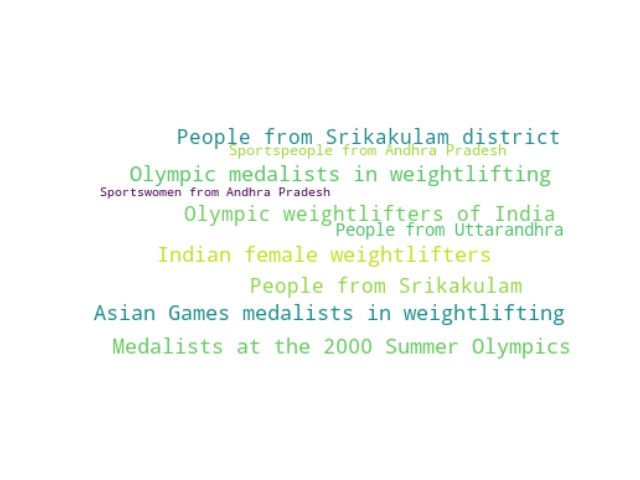 People from Srikakulam district
Sportspeople from Andhra Pradesh
Olympic medalists in weightlifting
Sportswomen from Andhra Pradesh
Olympic weightlifters of India
People from Uttarandhra
Indian female weightlifters
People from Srikakulam
Asian Games medalists in weightlifting
Medalists at the 2000 Summer Olympics